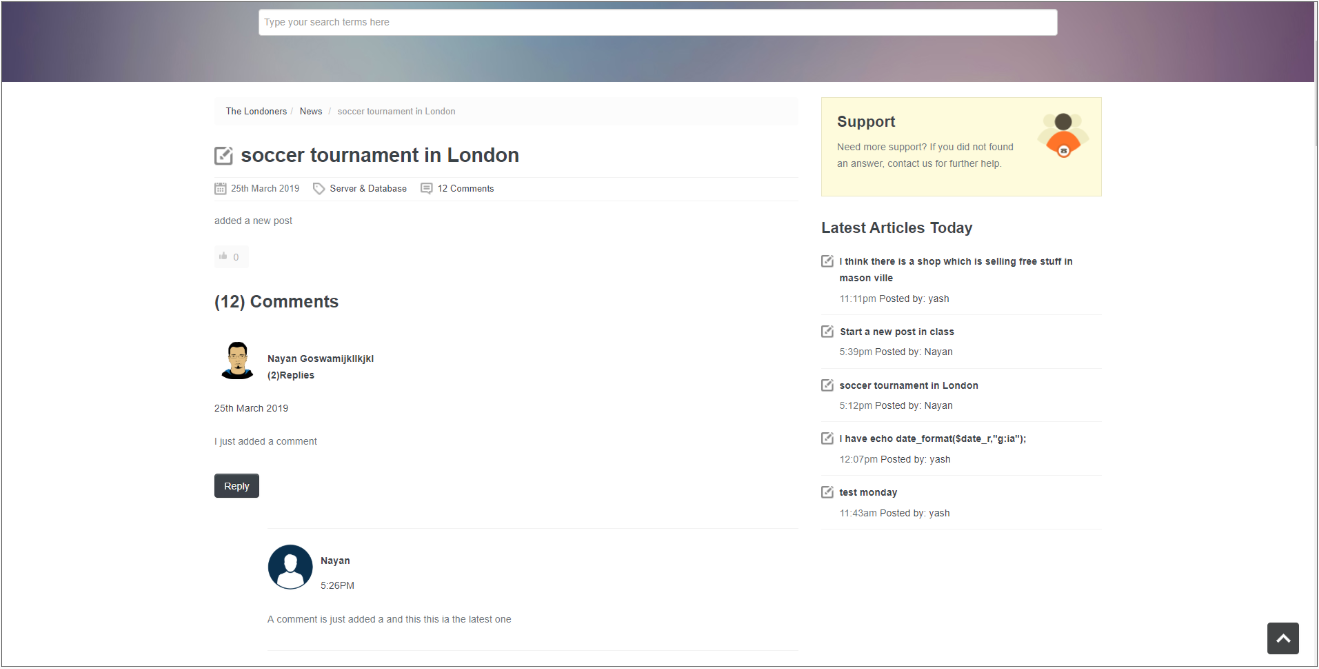 Type your search terms here
The Londoners / News / soccer tournament in London
soccer tournament in London
25th March 2019 Server & Database 12 Comments
added a new post
0
(12) Comments
Nayan Goswamijkllkjkl
(2)Replies
25th March 2019
I just added a comment
Reply
Nayan
5:26PM
A comment is just added a and this this ia the latest one
Support
Need more support? If you did not found
an answer, contact us for further help.
Latest Articles Today
I think there is a shop which is selling free stuff in
mason ville
11:11pm Posted by: yash
Start a new post in class
5:39pm Posted by: Nayan
soccer tournament in London
5:12pm Posted by: Nayan
I have echo date_format($date_r,"g:ia");
12:07pm Posted by: yash
test monday
11:43am Posted by: yash